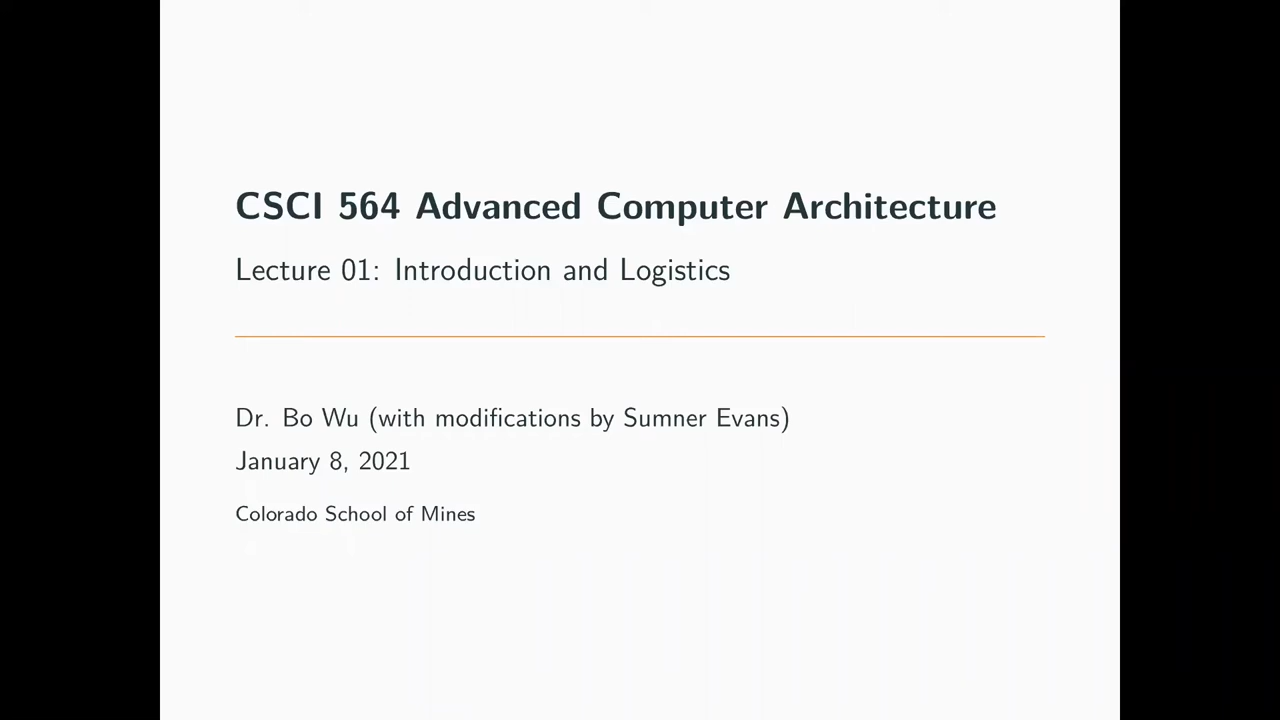 CSCI 564 Advanced Computer Architecture
Lecture 01: Introduction and Logistics
Dr. Bo Wu (with modifications by Sumner Evans)
January 8, 2021
Colorado School of Mines